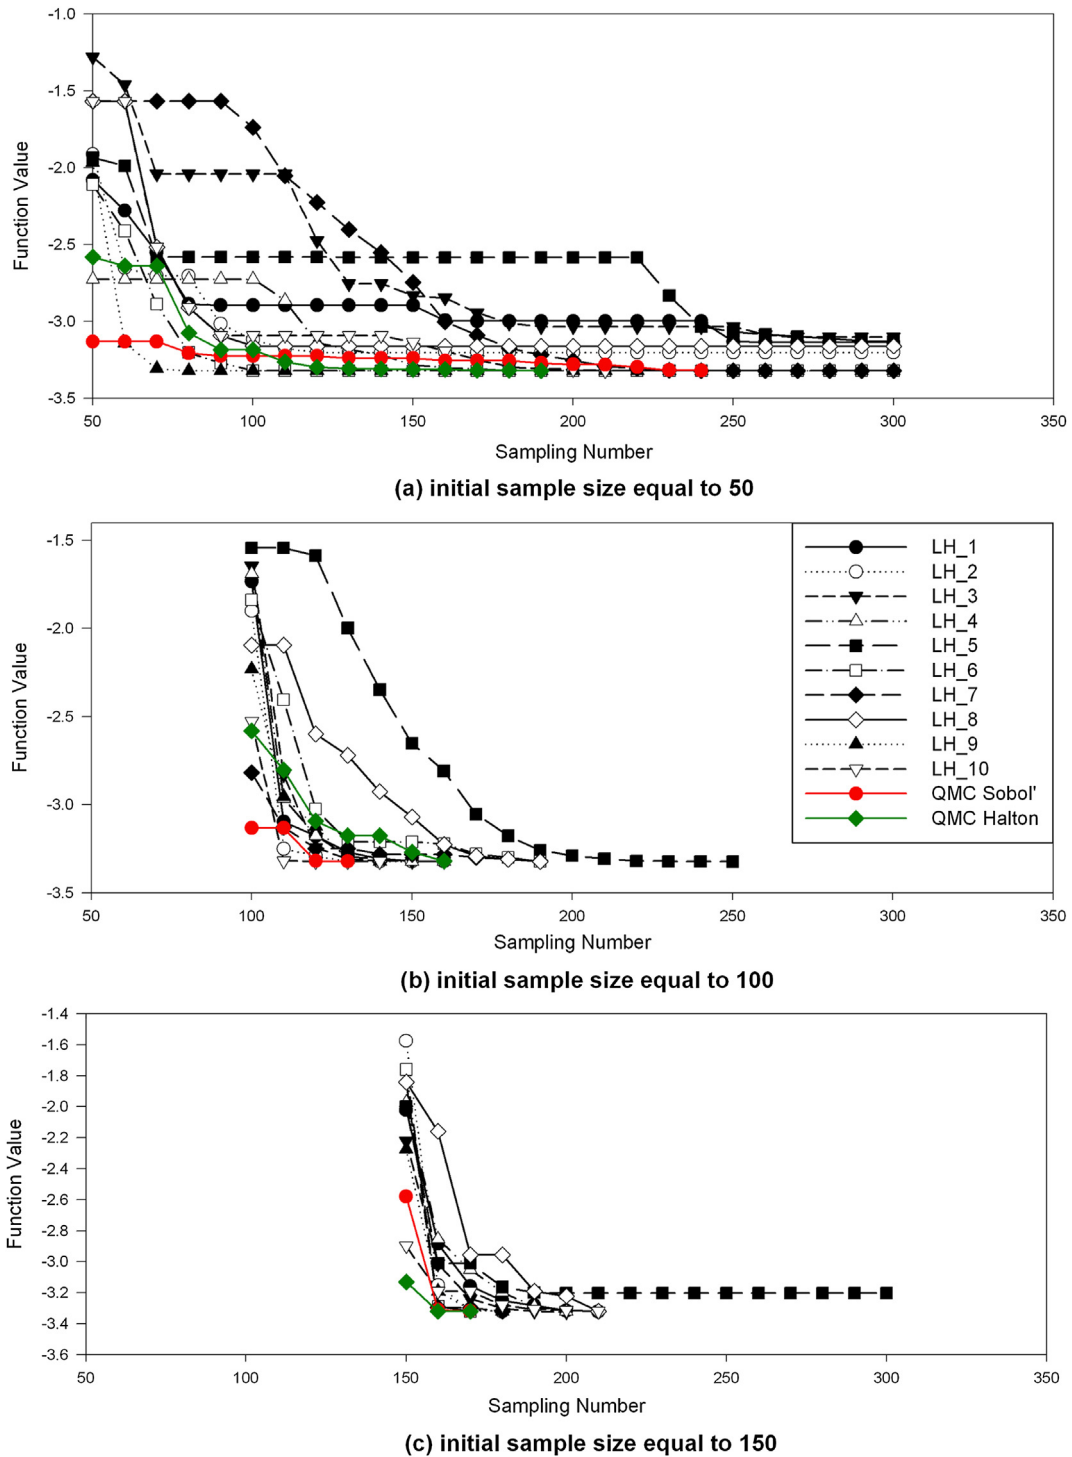 -1.0
-1.5
-2.0
-2.5
-3.0
-3.5
Function Value
50 100 150 200 250 300 350
Sampling Number
(a) initial sample size equal to 50
-1.5
-2.0
-2.5
-3.0
-3.5
Function Value
LH_1
LH_2
LH_3
LH_4
LH_5
LH_6
LH_7
LH_8
LH_9
LH_10
QMC Sobol'
QMC Halton
50 100 150 200 250 300 350
Sampling Number
(b) initial sample size equal to 100
-1.4
-1.6
-1.8
-2.0
-2.2
-2.4
-2.6
-2.8
-3.0
-3.2
-3.4
-3.6
Function Value
50 100 150 200 250 300 350
Sampling Number
(c) initial sample size equal to 150